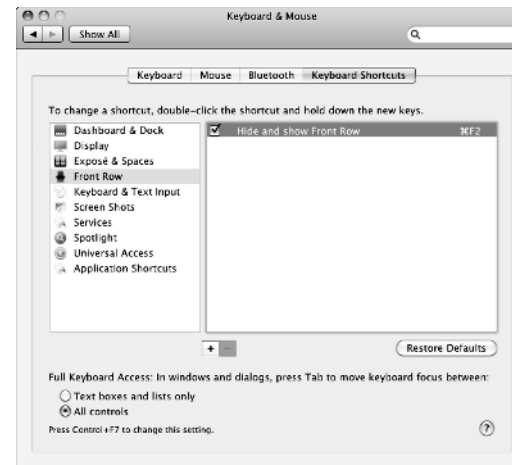 Keyboard & Mouse
Show All
Keyboard Mouse Bluetooth Keyboard Shortcuts
To change a shortcut, double-click the shortcut and hold down the new keys.
Dashboard & Dock
Display
Exposé & Spaces
Front Row
Keyboard & Text Input
Screen Shots
Services
Spotlight
Universal Access
Application Shortcuts
Hide and show Front Row ⌘F2
+ −
Restore Defaults
Full Keyboard Access: In windows and dialogs, press Tab to move keyboard focus between:
Text boxes and lists only
All controls
Press Control+F7 to change this setting.
?